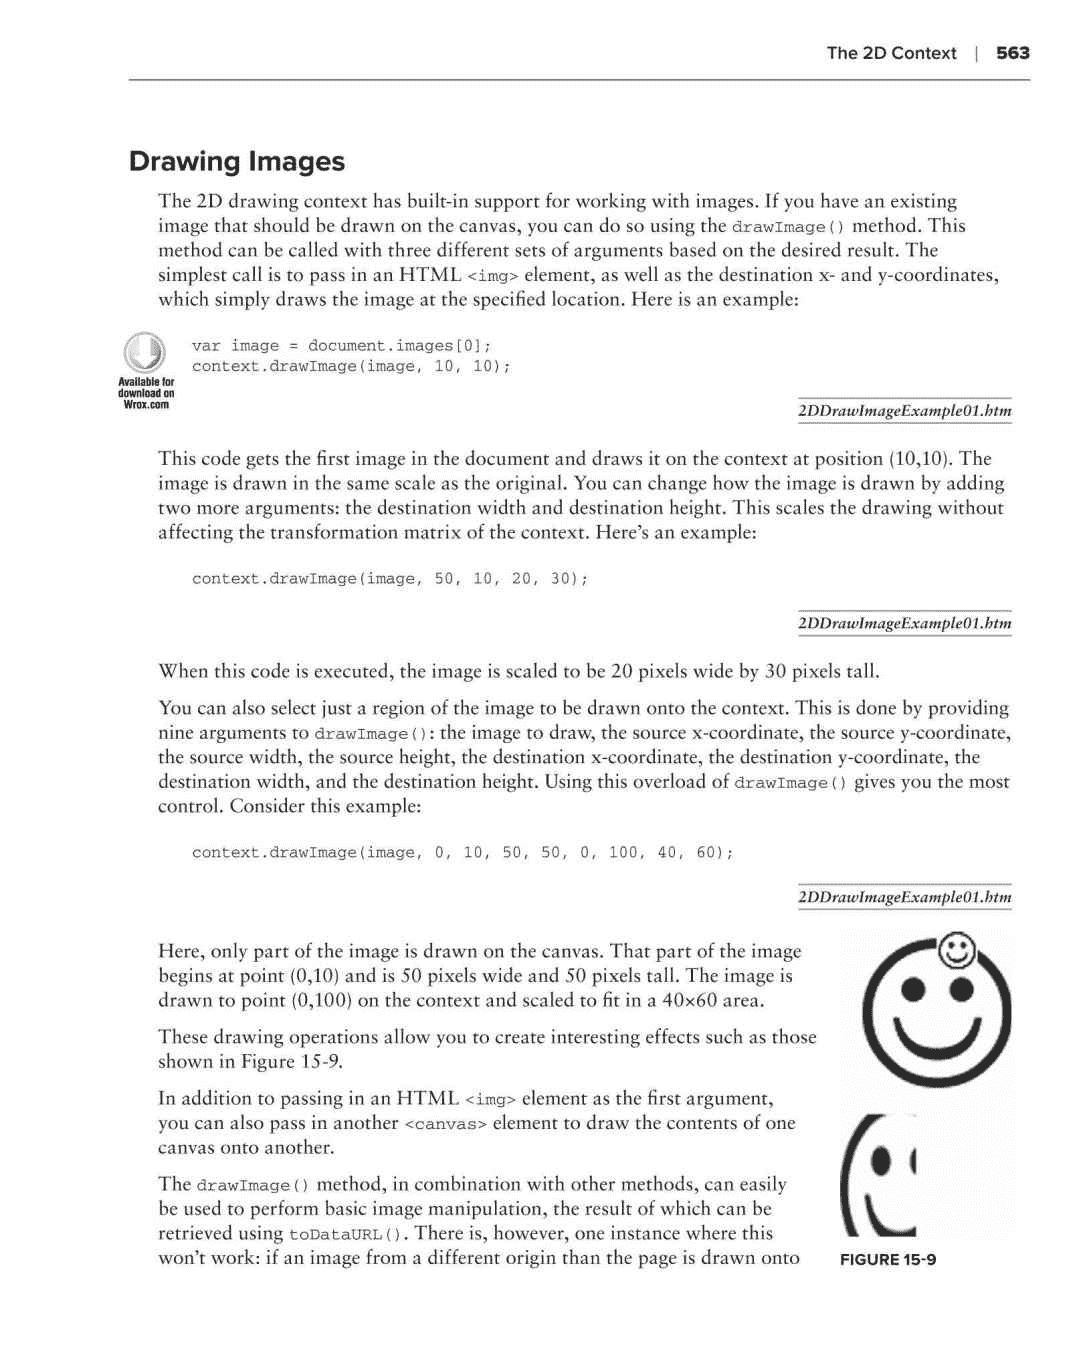 The 2D Context | 563
Drawing Images
The 2D drawing context has built-in support for working with images. If you have an existing
image that should be drawn on the canvas, you can do so using the drawImage() method. This
method can be called with three different sets of arguments based on the desired result. The
simplest call is to pass in an HTML <img> element, as well as the destination x- and y-coordinates,
which simply draws the image at the specified location. Here is an example:
var image = document.images[0];
context.drawImage(image, 10, 10);
Available for
download on
Wrox.com
2DDrawImageExample01.htm
This code gets the first image in the document and draws it on the context at position (10,10). The
image is drawn in the same scale as the original. You can change how the image is drawn by adding
two more arguments: the destination width and destination height. This scales the drawing without
affecting the transformation matrix of the context. Here's an example:
context.drawImage(image, 50, 10, 20, 30);
2DDrawImageExample01.htm
When this code is executed, the image is scaled to be 20 pixels wide by 30 pixels tall.
You can also select just a region of the image to be drawn onto the context. This is done by providing
nine arguments to drawImage(): the image to draw, the source x-coordinate, the source y-coordinate,
the source width, the source height, the destination x-coordinate, the destination y-coordinate, the
destination width, and the destination height. Using this overload of drawImage() gives you the most
control. Consider this example:
context.drawImage(image, 0, 10, 50, 50, 0, 100, 40, 60);
2DDrawImageExample01.htm
Here, only part of the image is drawn on the canvas. That part of the image
begins at point (0,10) and is 50 pixels wide and 50 pixels tall. The image is
drawn to point (0,100) on the context and scaled to fit in a 40×60 area.
These drawing operations allow you to create interesting effects such as those
shown in Figure 15-9.
In addition to passing in an HTML <img> element as the first argument,
you can also pass in another <canvas> element to draw the contents of one
canvas onto another.
The drawImage() method, in combination with other methods, can easily
be used to perform basic image manipulation, the result of which can be
retrieved using toDataURL(). There is, however, one instance where this
won't work: if an image from a different origin than the page is drawn onto
FIGURE 15-9